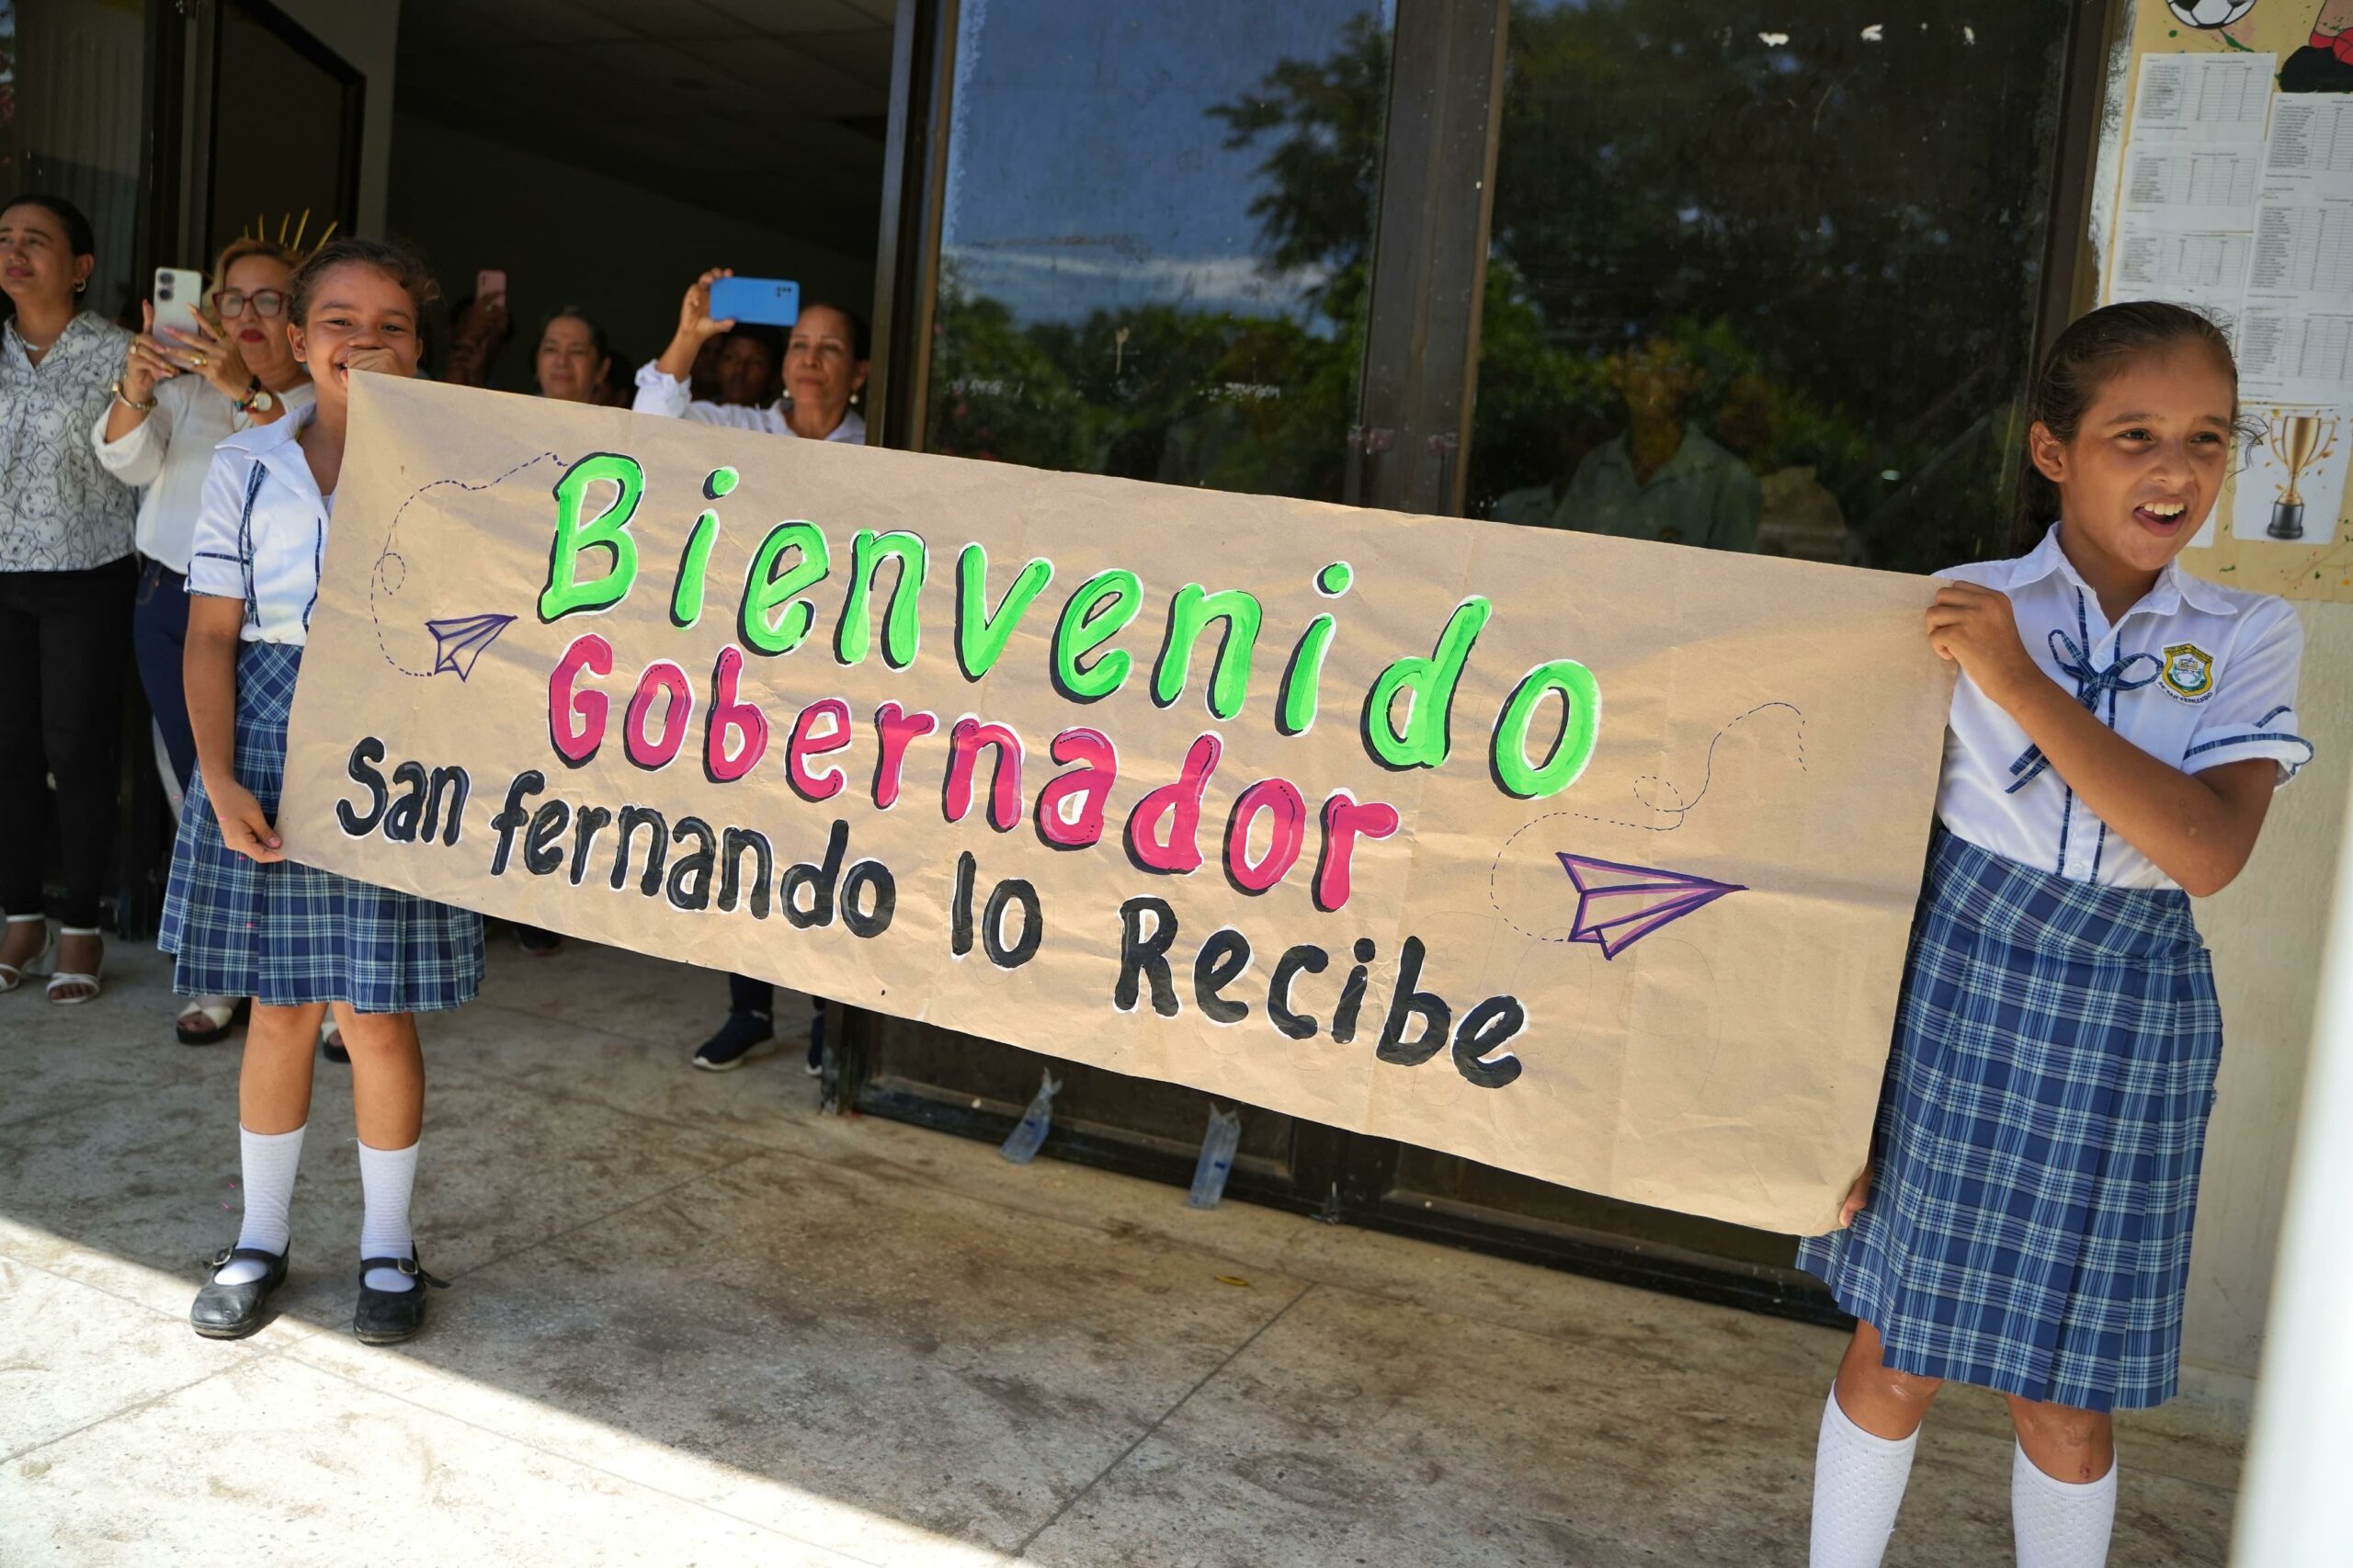 Bienvenido
Gobernador
San fernando lo Recibe